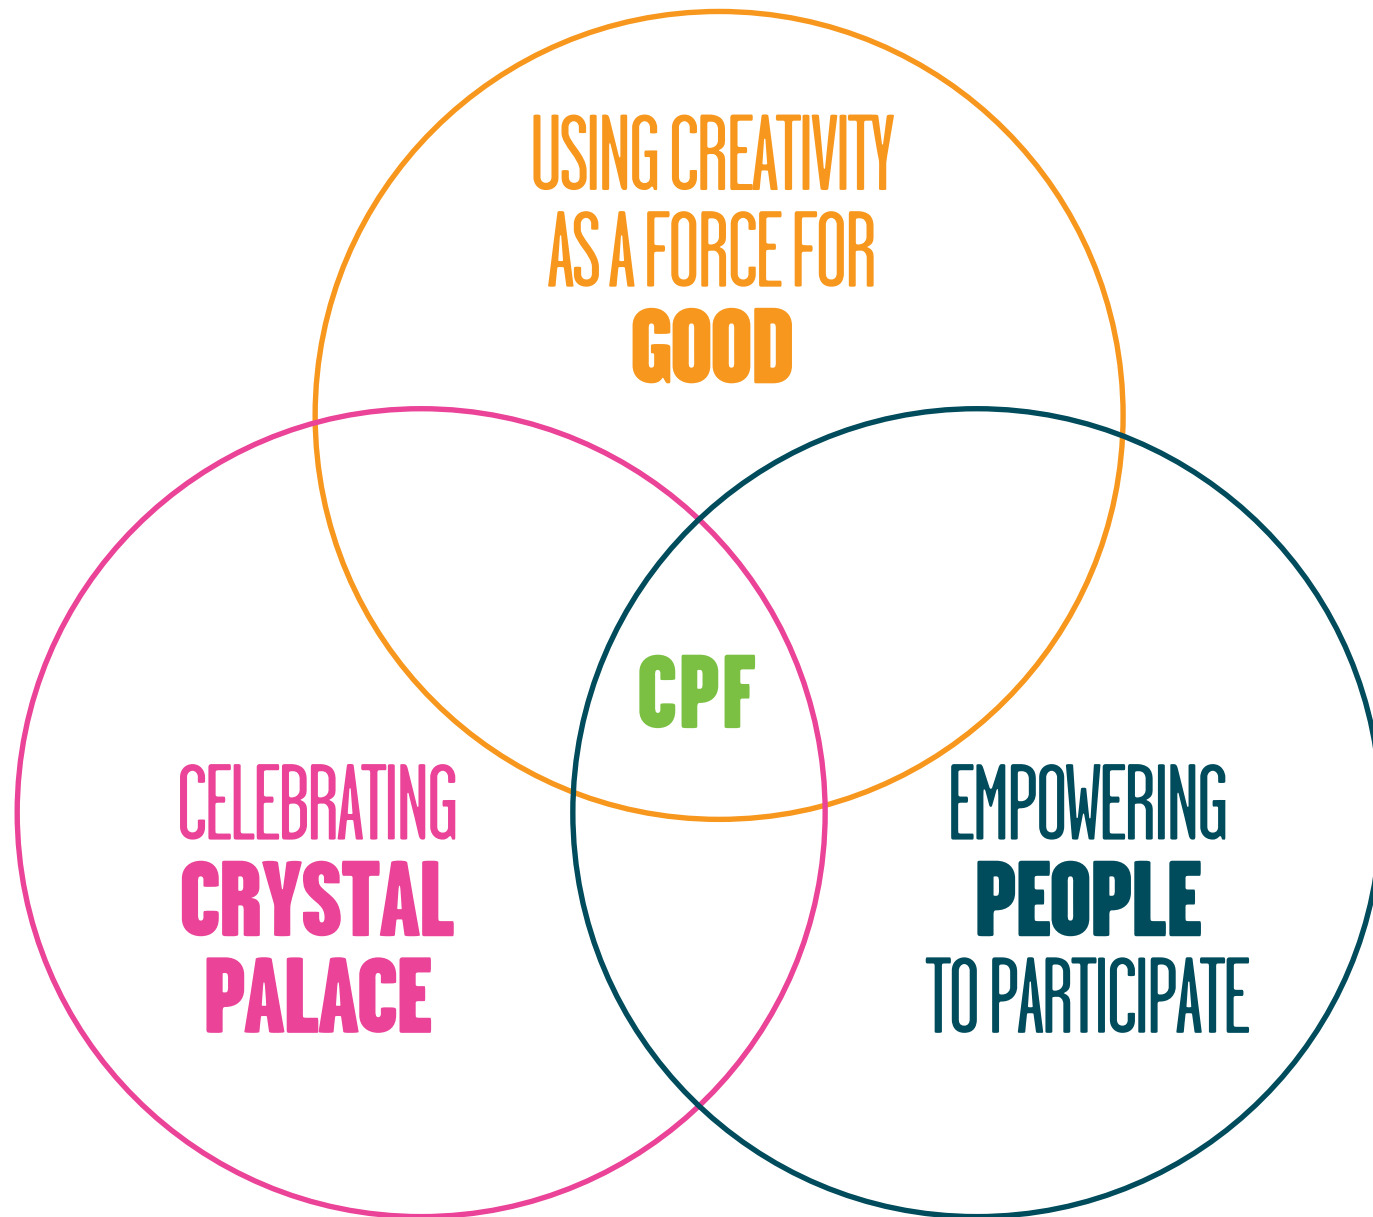 USING CREATIVITY
AS A FORCE FOR
GOOD
CPF
CELEBRATING
CRYSTAL
PALACE
EMPOWERING
PEOPLE
TO PARTICIPATE